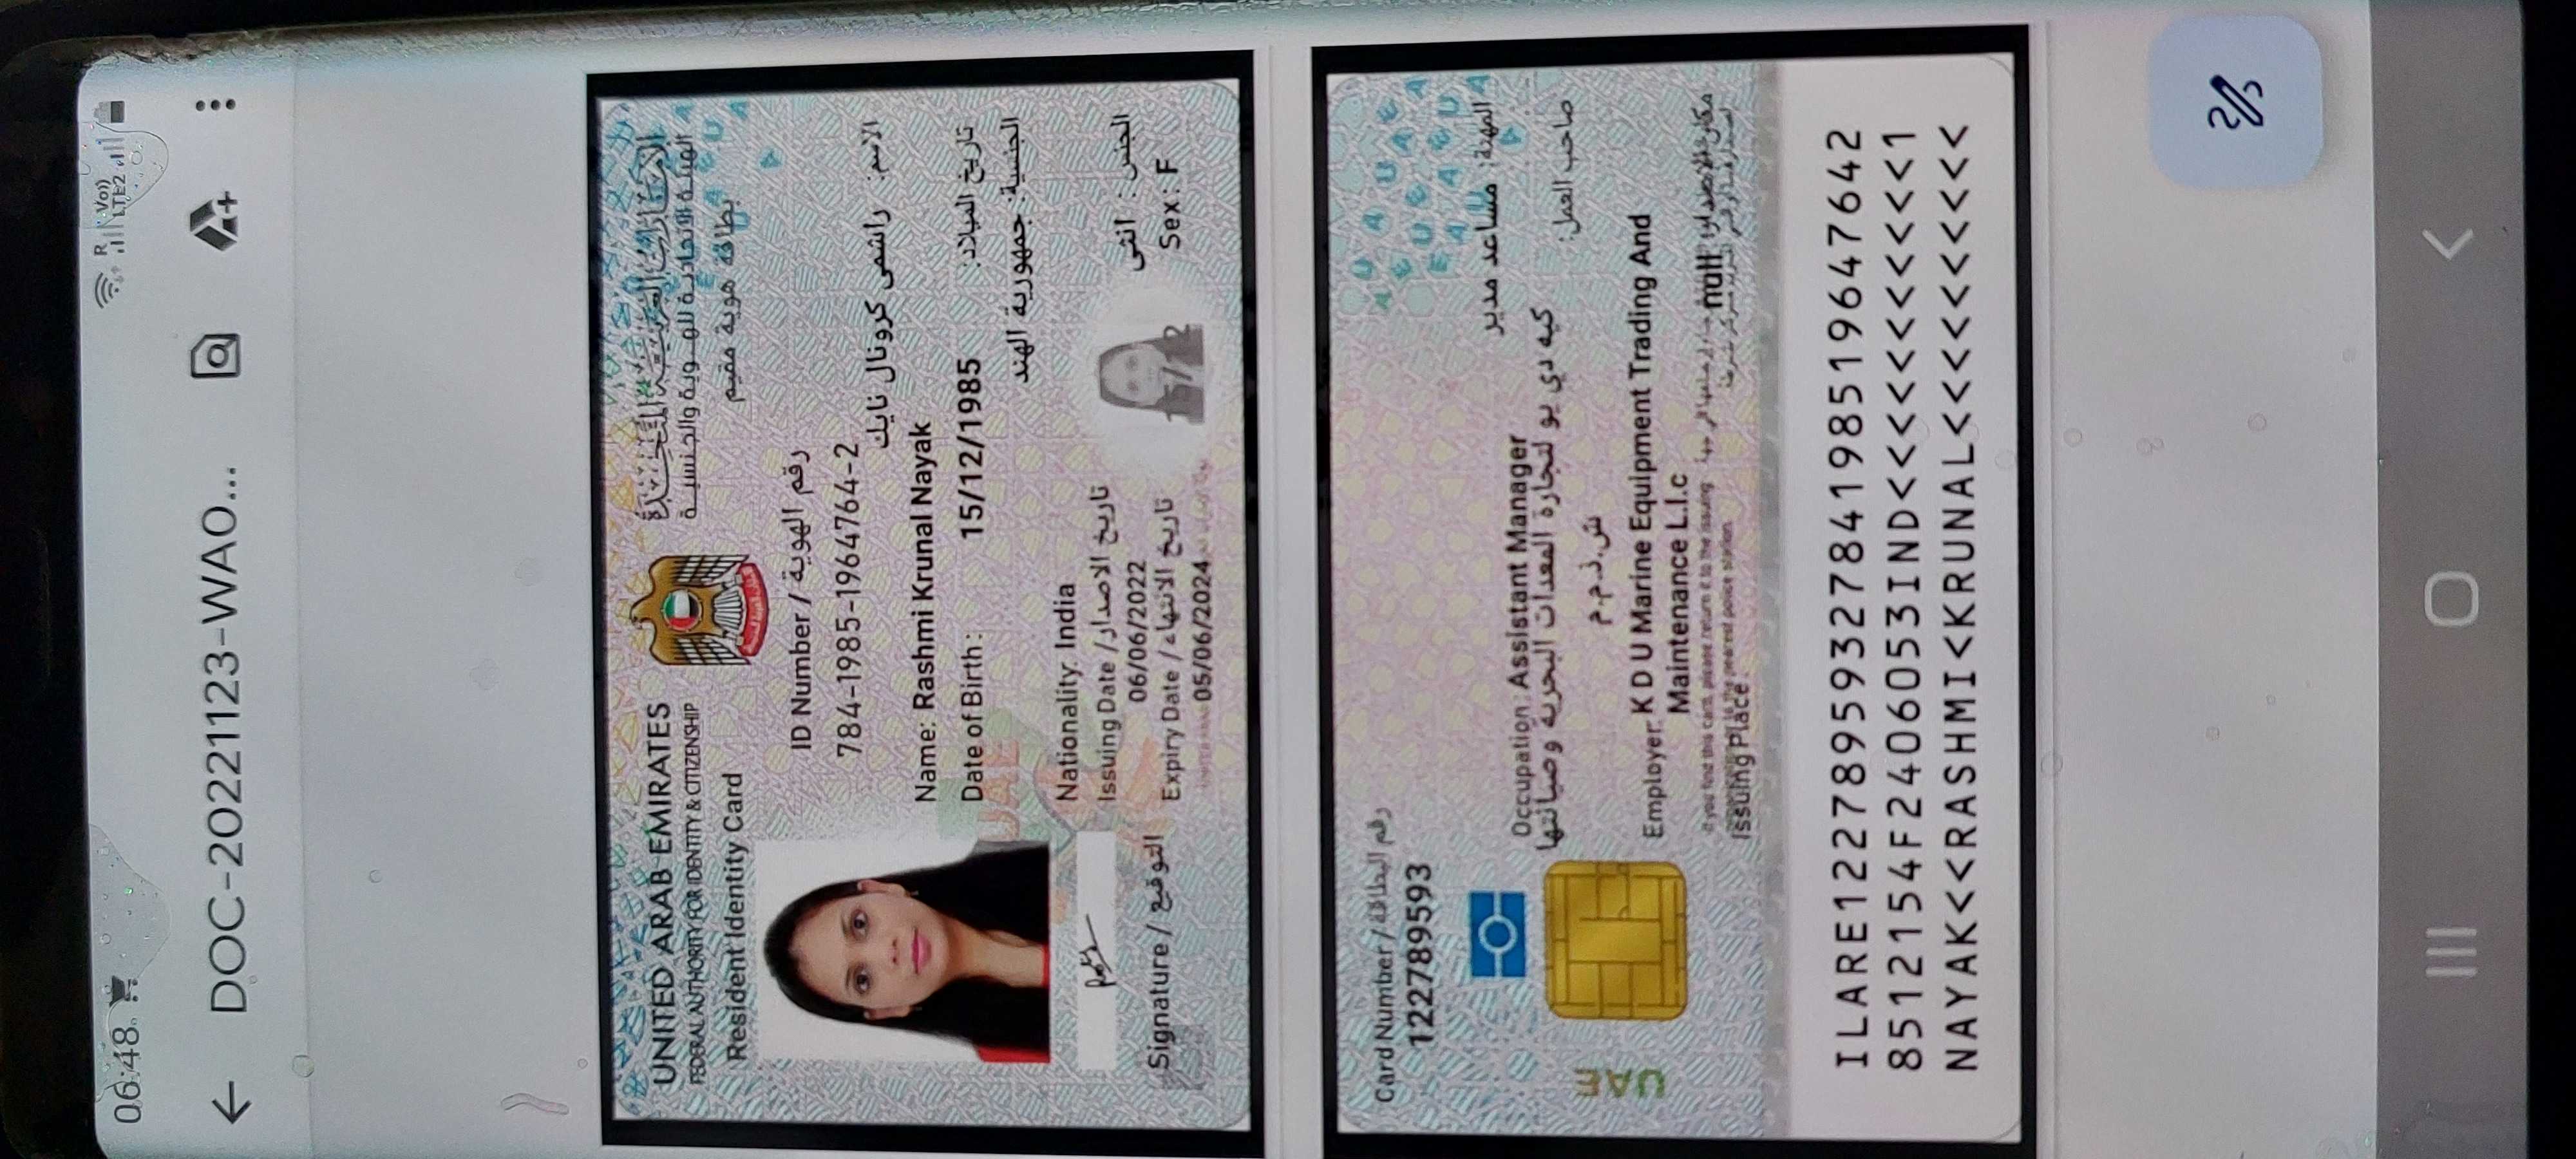 06:48
R
Vo))
LTE2
DOC-20221123-WA0...
UNITED ARAB EMIRATES
الإمارات العربية المتحدة
FEDERAL AUTHORITY FOR IDENTITY & CITIZENSHIP
الهيئة الاتحادية للهوية والجنسية
Resident Identity Card
بطاقة هوية مقيم
ID Number / رقم الهوية
784-1985-1964764-2
الاسم: راشمى كرونال نايك
Name: Rashmi Krunal Nayak
Date of Birth: 15/12/1985 تاريخ الميلاد:
الجنسية: جمهورية الهند
Nationality: India
Issuing Date / تاريخ الاصدار
06/06/2022
الجنس: انثى
Signature / التوقيع
Expiry Date / تاريخ الانتهاء
Sex: F
05/06/2024
UAE
Card Number / رقم البطاقة
122789593
المهنة: مساعد مدير
Occupation: Assistant Manager
صاحب العمل: كيه دي يو لتجارة المعدات البحرية وصيانتها
ش.ذ.م.م
UAE
Employer: K D U Marine Equipment Trading And
Maintenance L.l.c
if you find this card, please return it to the issuing
or to the nearest police station
null
Issuing Place:
ILARE1227895932784198519647642
8512154F2406053IND<<<<<<<<<<<1
NAYAK<<RASHMI<KRUNAL<<<<<<<<<<